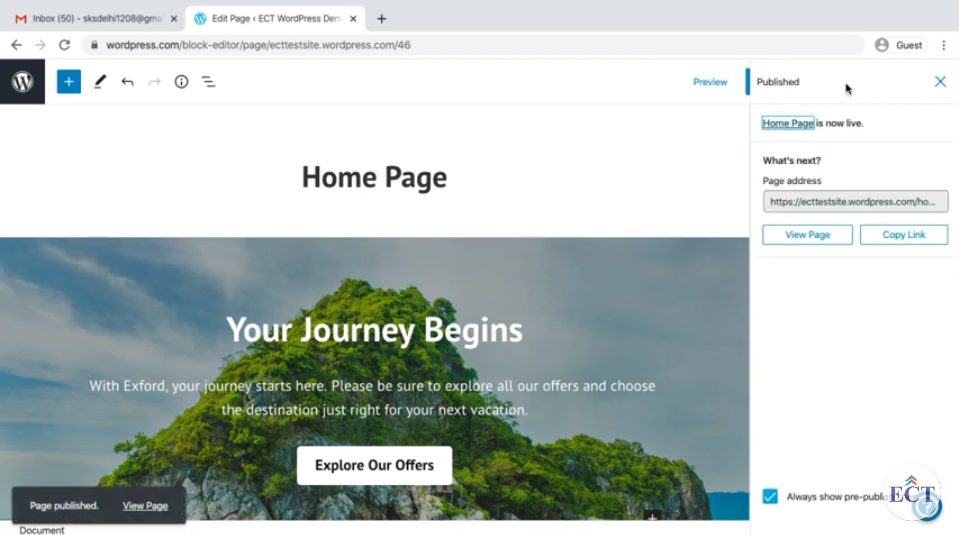 Inbox (50) - sksdelhi1208@gma
Edit Page ‹ ECT WordPress Dem
wordpress.com/block-editor/page/ecttestsite.wordpress.com/46
Guest
Preview
Published
Home Page is now live.
What's next?
Page address
https://ecttestsite.wordpress.com/ho...
View Page
Copy Link
Home Page
Your Journey Begins
With Exford, your journey starts here. Please be sure to explore all our offers and choose
the destination just right for your next vacation.
Explore Our Offers
Page published.
View Page
Always show pre-publi
ECT
Document